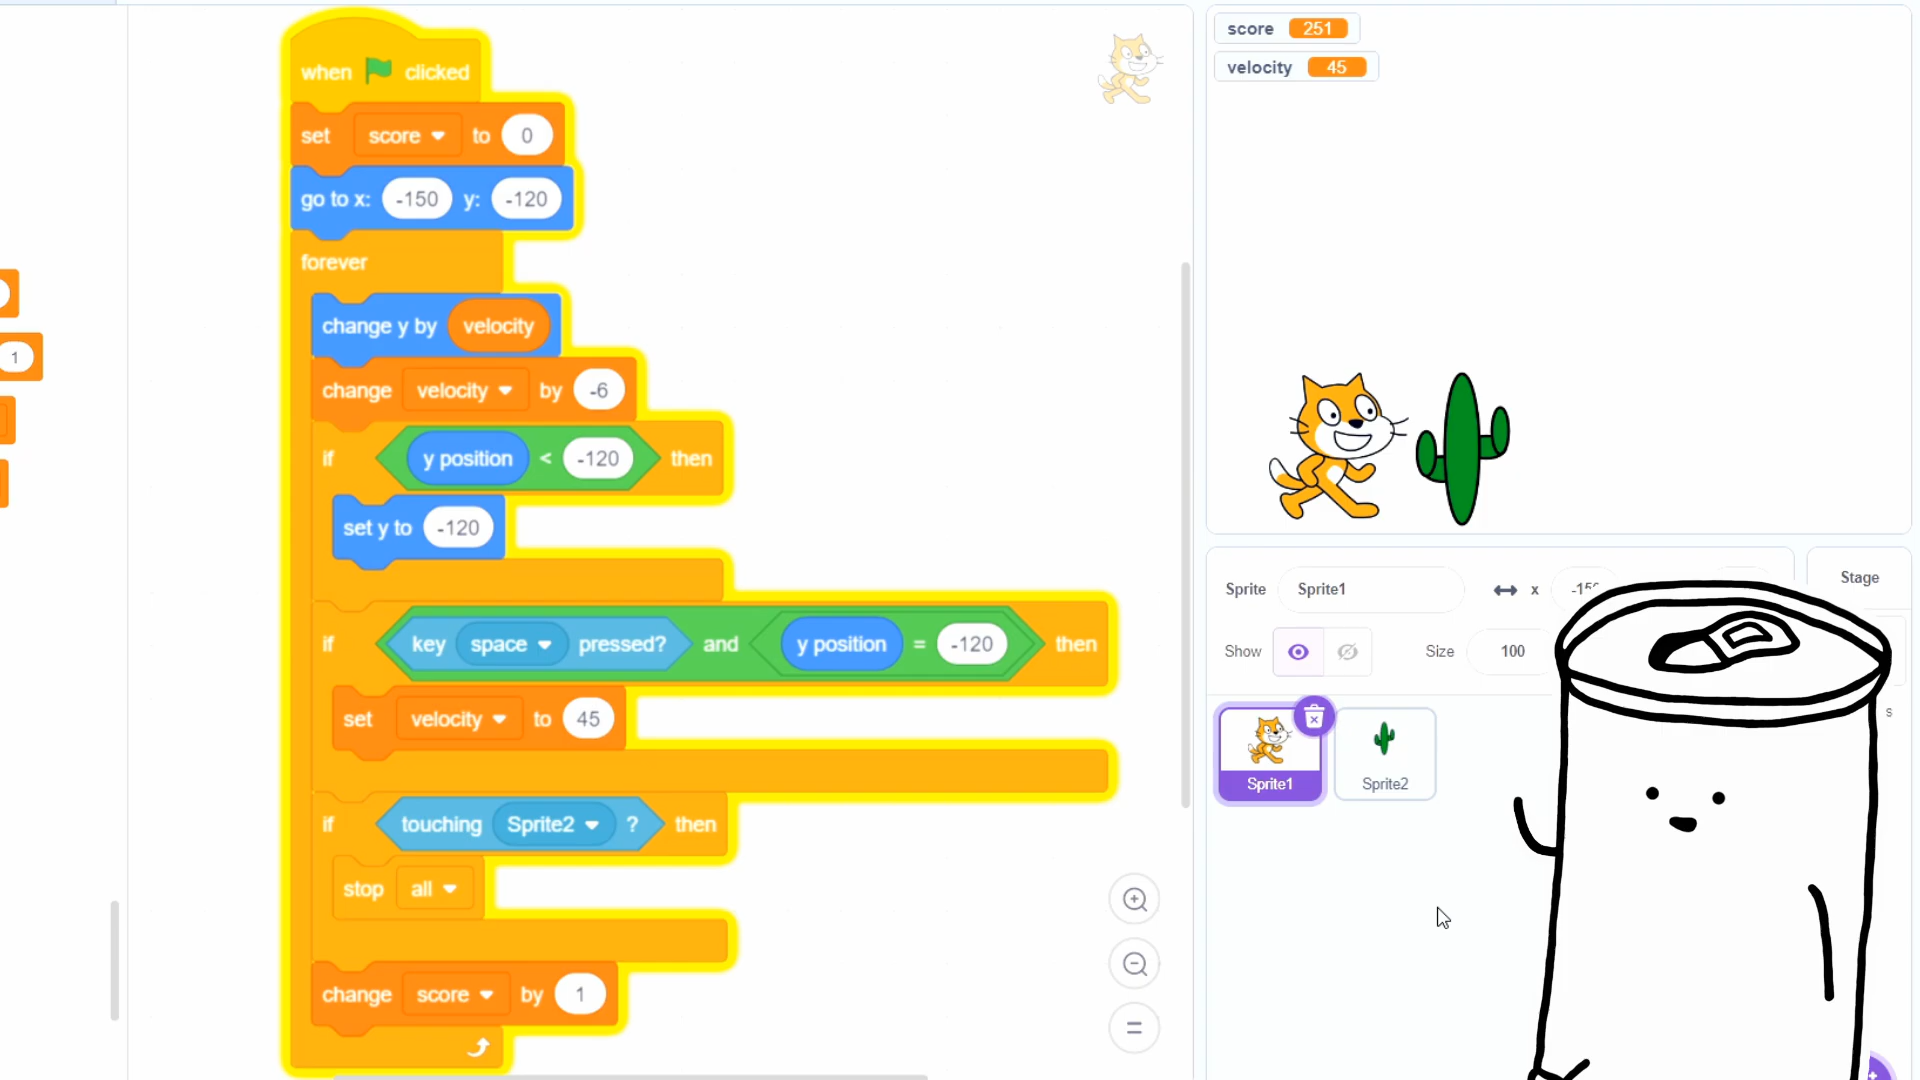 when clicked
set score to 0
go to x: -150 y: -120
forever
change y by velocity
change velocity by -6
if y position < -120 then
set y to -120
if key space pressed? and y position = -120 then
set velocity to 45
if touching Sprite2 ? then
stop all
change score by 1
1
score 251
velocity 45
Sprite Sprite1 x
Show Size 100
Sprite1
Sprite2
Stage
s